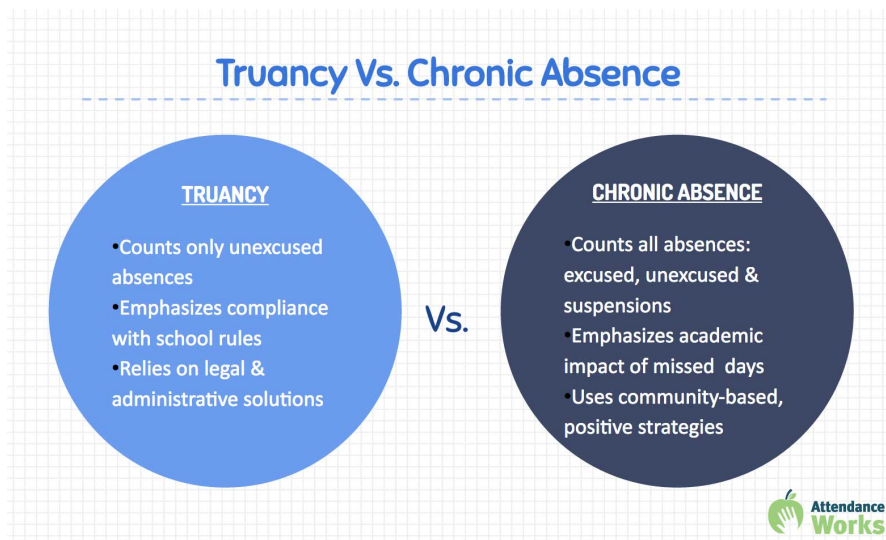 Truancy Vs. Chronic Absence
TRUANCY
•Counts only unexcused
absences
•Emphasizes compliance
with school rules
•Relies on legal &
administrative solutions
Vs.
CHRONIC ABSENCE
•Counts all absences:
excused, unexcused &
suspensions
•Emphasizes academic
impact of missed days
•Uses community-based,
positive strategies
Attendance
Works